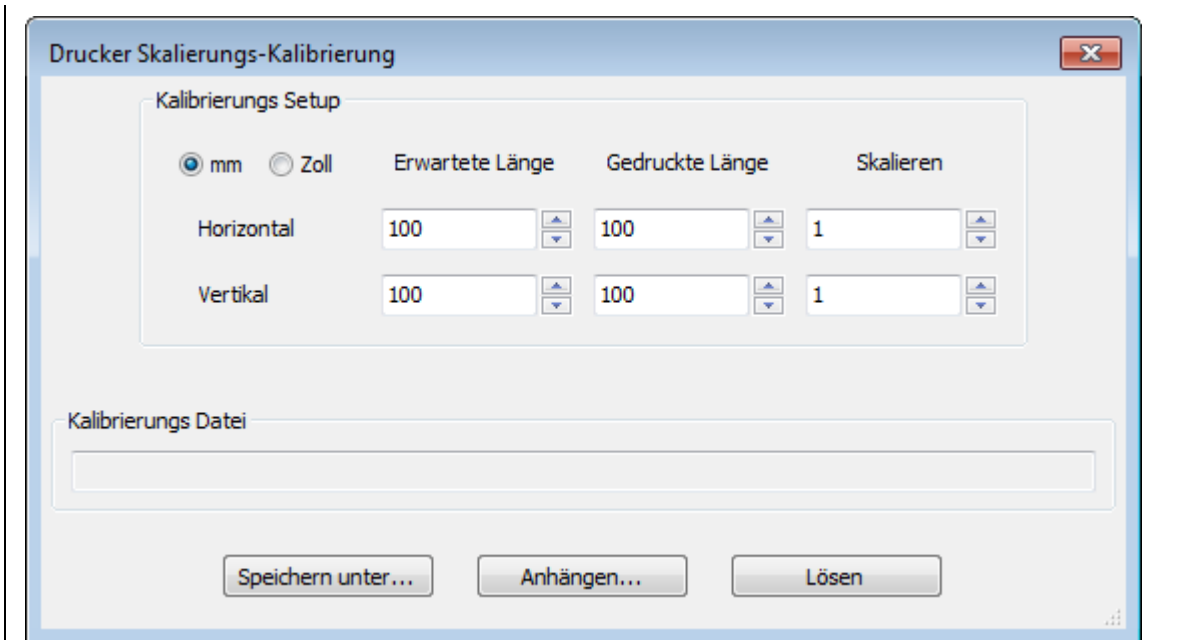 Drucker Skalierungs-Kalibrierung
Kalibrierungs Setup
mm Zoll Erwartete Länge Gedruckte Länge Skalieren
Horizontal 100 100 1
Vertikal 100 100 1
Kalibrierungs Datei
Speichern unter... Anhängen... Lösen